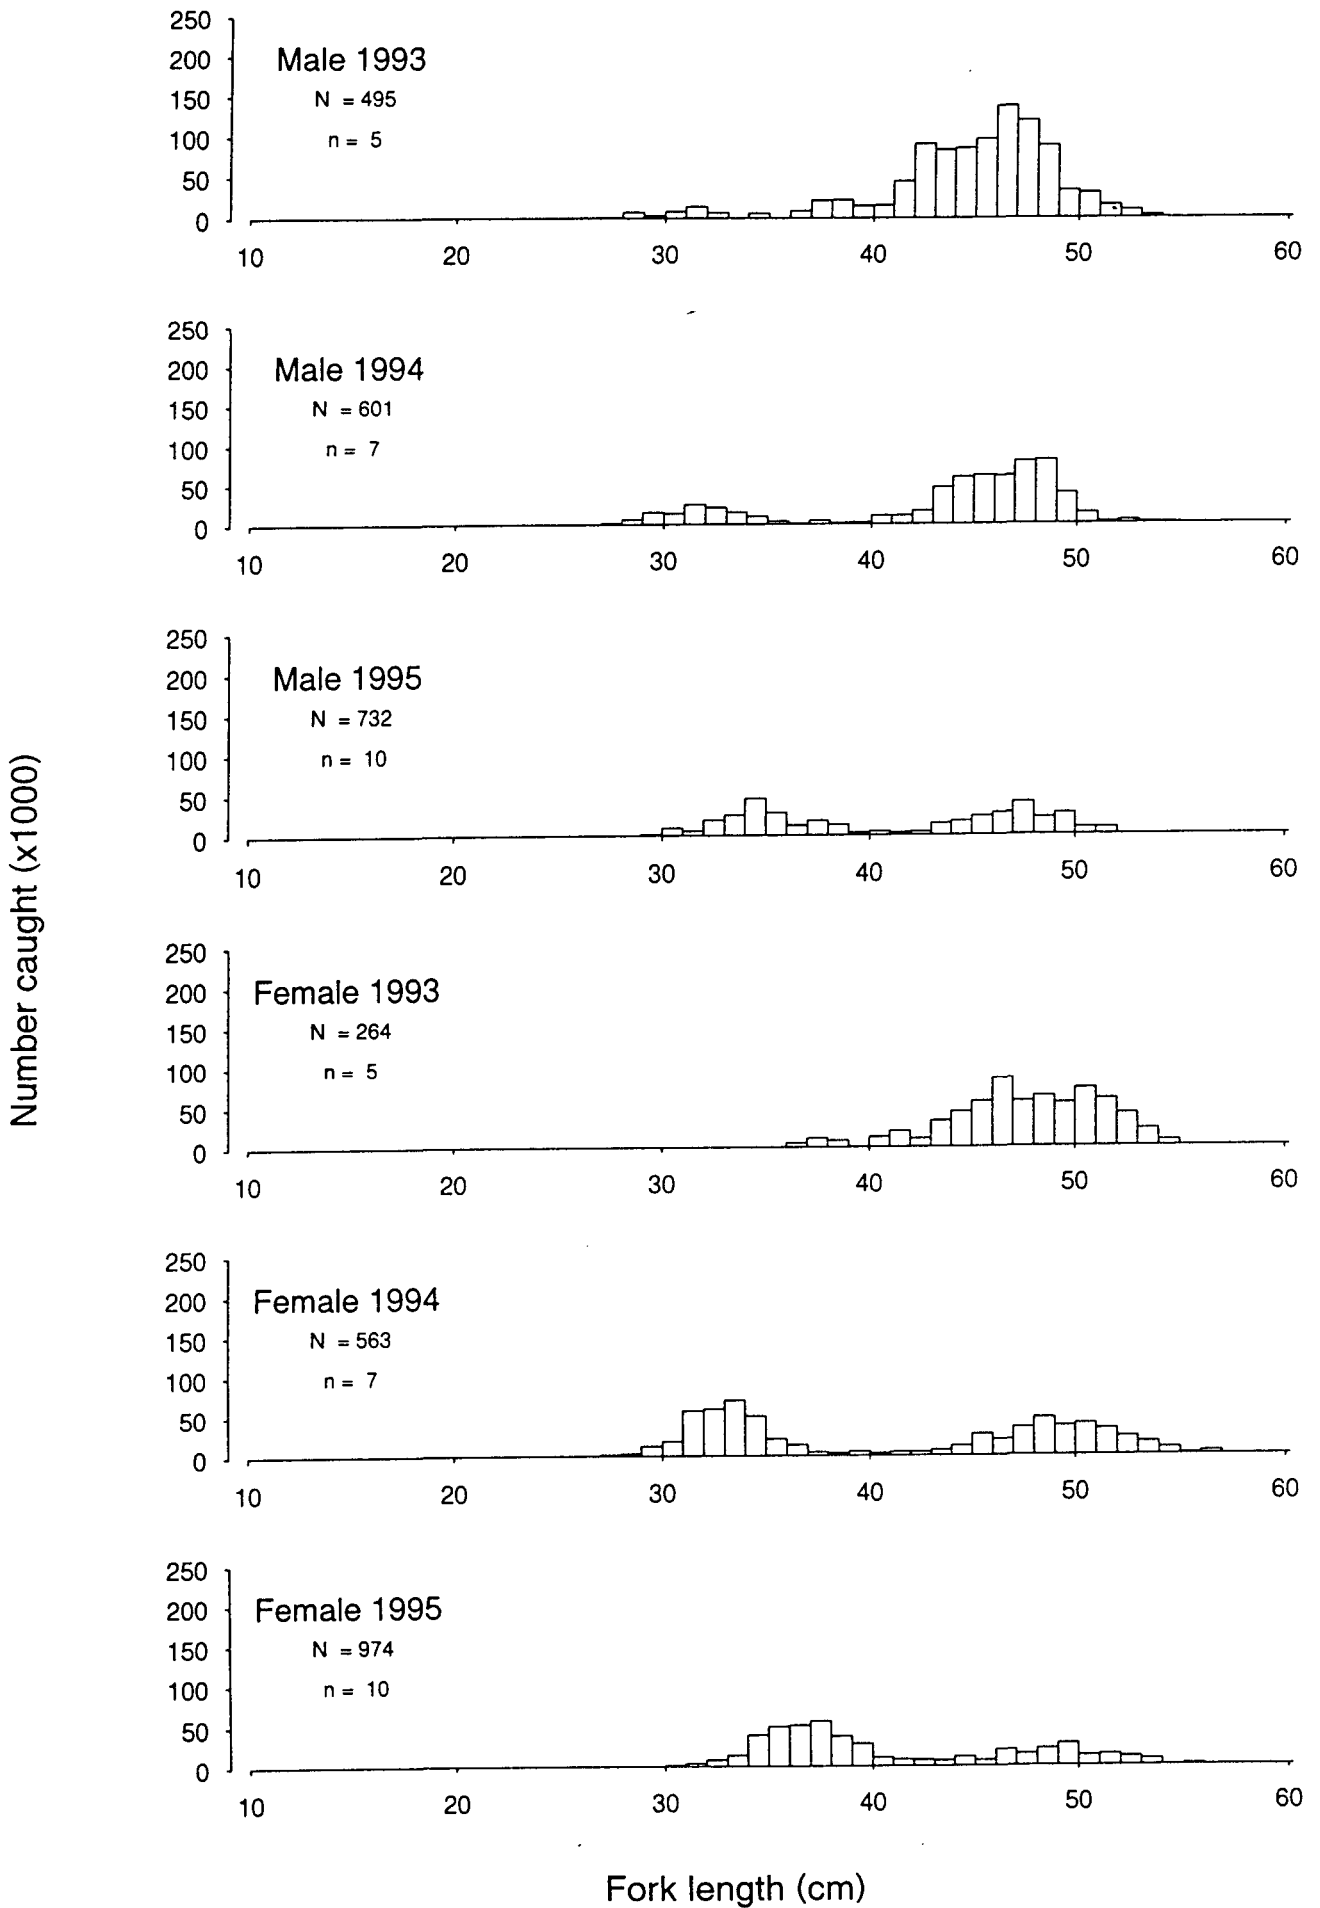 250
200
150
100
50
0
Male 1993
N = 495
n = 5
10 20 30 40 50 60
250
200
150
100
50
0
Male 1994
N = 601
n = 7
10 20 30 40 50 60
250
200
150
100
50
0
Male 1995
N = 732
n = 10
10 20 30 40 50 60
Number caught (x1000)
250
200
150
100
50
0
Female 1993
N = 264
n = 5
10 20 30 40 50 60
250
200
150
100
50
0
Female 1994
N = 563
n = 7
10 20 30 40 50 60
250
200
150
100
50
0
Female 1995
N = 974
n = 10
10 20 30 40 50 60
Fork length (cm)